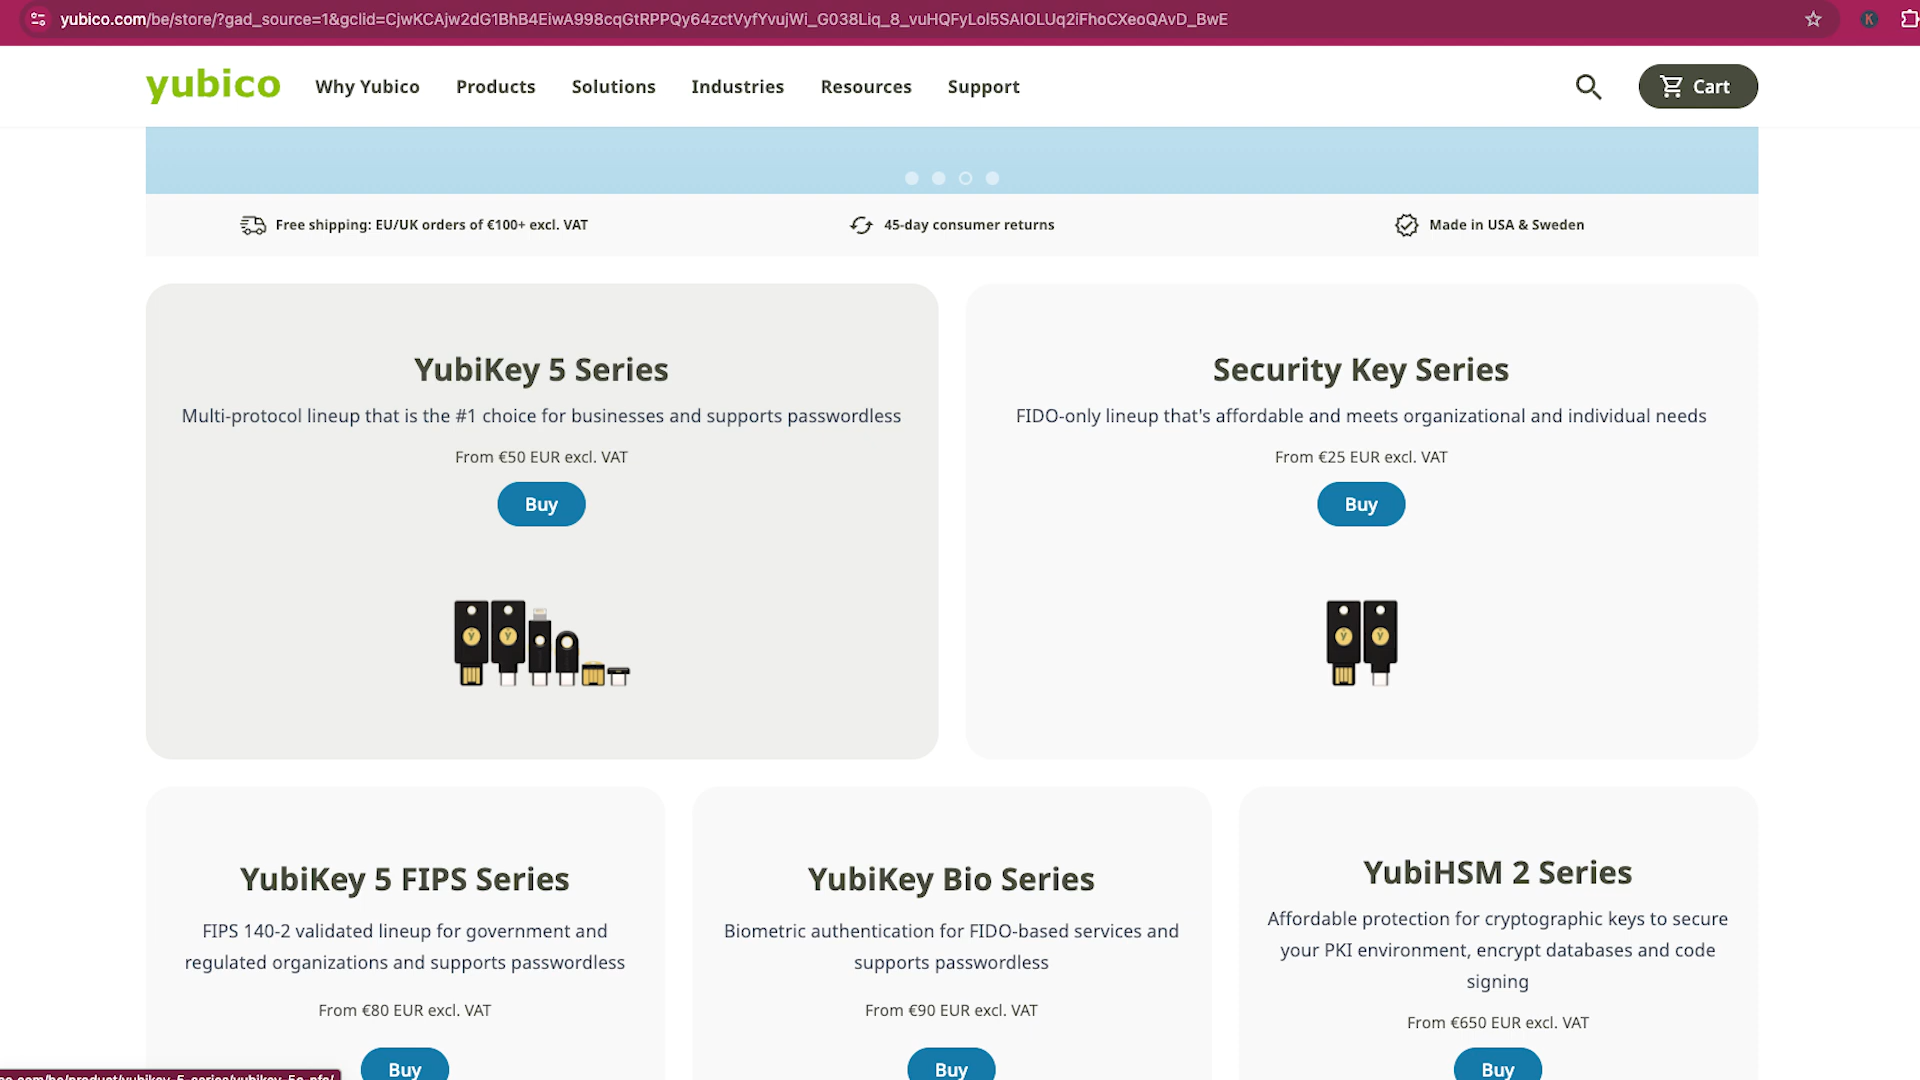 yubico.com/be/store/?gad_source=1&gclid=CjwKCAjw2dG1BhB4EiwA998cqGtRPPQy64zctVyfYvujWi_G038Liq_8_vuHQFyLol5SAlOLUq2iFhoCXeoQAvD_BwE
K
yubico
Why Yubico
Products
Solutions
Industries
Resources
Support
Cart
Free shipping: EU/UK orders of €100+ excl. VAT
45-day consumer returns
Made in USA & Sweden
YubiKey 5 Series
Multi-protocol lineup that is the #1 choice for businesses and supports passwordless
From €50 EUR excl. VAT
Buy
Security Key Series
FIDO-only lineup that's affordable and meets organizational and individual needs
From €25 EUR excl. VAT
Buy
YubiKey 5 FIPS Series
FIPS 140-2 validated lineup for government and
regulated organizations and supports passwordless
From €80 EUR excl. VAT
Buy
YubiKey Bio Series
Biometric authentication for FIDO-based services and
supports passwordless
From €90 EUR excl. VAT
Buy
YubiHSM 2 Series
Affordable protection for cryptographic keys to secure
your PKI environment, encrypt databases and code
signing
From €650 EUR excl. VAT
Buy